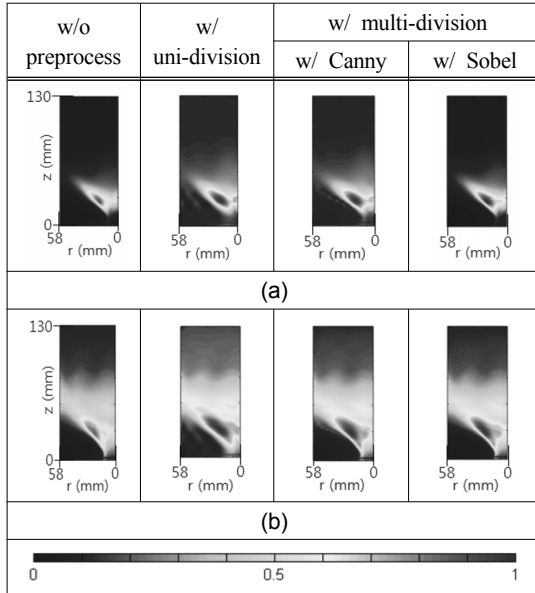 w/o preprocess
w/ uni-division
w/ multi-division
w/ Canny
w/ Sobel
130
z (mm)
0
58 0
r (mm)
58 0
r (mm)
58 0
r (mm)
58 0
r (mm)
(a)
130
z (mm)
0
58 0
r (mm)
58 0
r (mm)
58 0
r (mm)
58 0
r (mm)
(b)
0 0.5 1